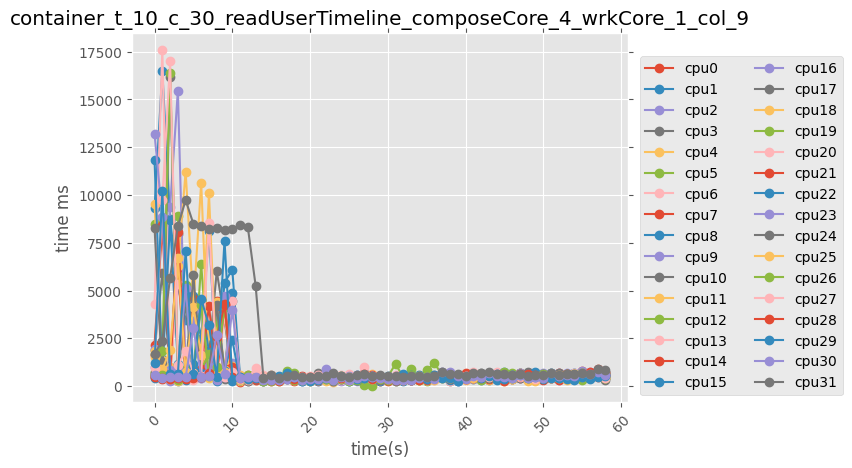 container_t_10_c_30_readUserTimeline_composeCore_4_wrkCore_1_col_9
17500
15000
12500
10000
7500
5000
2500
0
time ms
0
10
20
30
40
50
60
time(s)
cpu0
cpu1
cpu2
cpu3
cpu4
cpu5
cpu6
cpu7
cpu8
cpu9
cpu10
cpu11
cpu12
cpu13
cpu14
cpu15
cpu16
cpu17
cpu18
cpu19
cpu20
cpu21
cpu22
cpu23
cpu24
cpu25
cpu26
cpu27
cpu28
cpu29
cpu30
cpu31